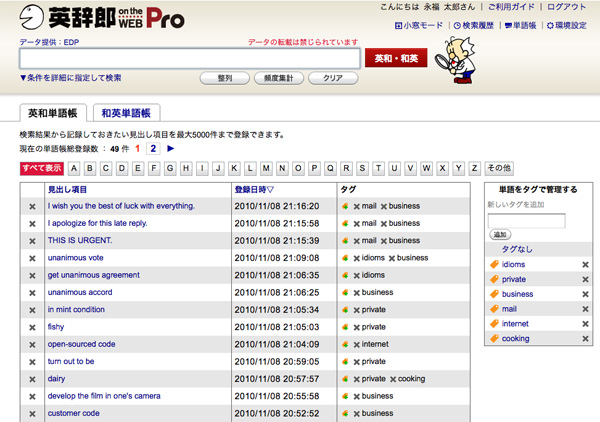 英辞郎 on the WEB Pro
こんにちは 永福 太郎さん | ご利用ガイド | ログアウト
小窓モード | 検索履歴 | 単語帳 | 環境設定
データ提供：EDP
データの転載は禁じられています
英和・和英
▼条件を詳細に指定して検索
整列 頻度集計 クリア
英和単語帳 和英単語帳
検索結果から記録しておきたい見出し項目を最大5000件まで登録できます。
現在の単語帳総登録数 ： 49 件 1 2 ▶
すべて表示 A B C D E F G H I J K L M N O P Q R S T U V W X Y Z その他
見出し項目 登録日時▽ タグ
I wish you the best of luck with everything. 2010/11/08 21:16:20 mail business
I apologize for this late reply. 2010/11/08 21:15:58 mail business
THIS IS URGENT. 2010/11/08 21:15:39 mail business
unanimous vote 2010/11/08 21:09:08 idioms business
get unanimous agreement 2010/11/08 21:06:35 idioms
unanimous accord 2010/11/08 21:06:25 business
in mint condition 2010/11/08 21:05:34 private
fishy 2010/11/08 21:05:03 private
open-sourced code 2010/11/08 21:04:09 internet
turn out to be 2010/11/08 20:59:05 private
dairy 2010/11/08 20:57:57 private cooking
develop the film in one's camera 2010/11/08 20:55:58 business
customer code 2010/11/08 20:52:52 business
単語をタグで管理する
新しいタグを追加
追加
タグなし
idioms
private
business
mail
internet
cooking